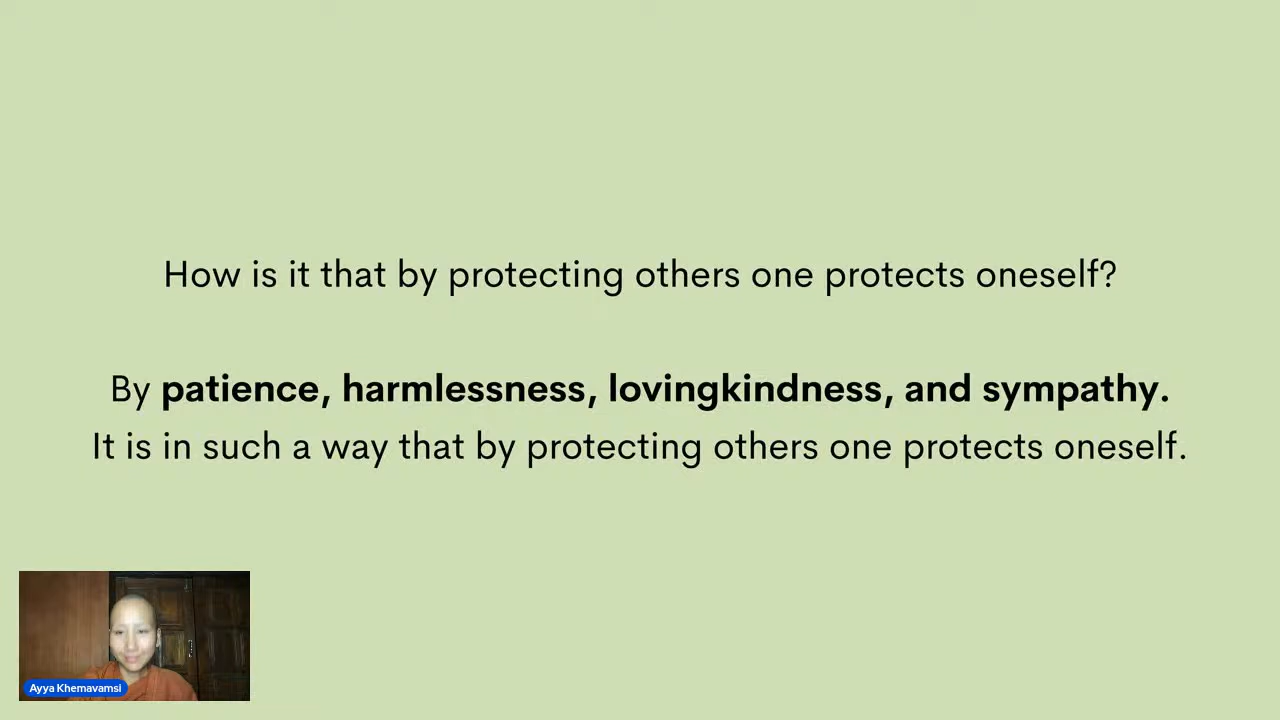 How is it that by protecting others one protects oneself?
By patience, harmlessness, lovingkindness, and sympathy.
It is in such a way that by protecting others one protects oneself.
Ayya Khemavamsi